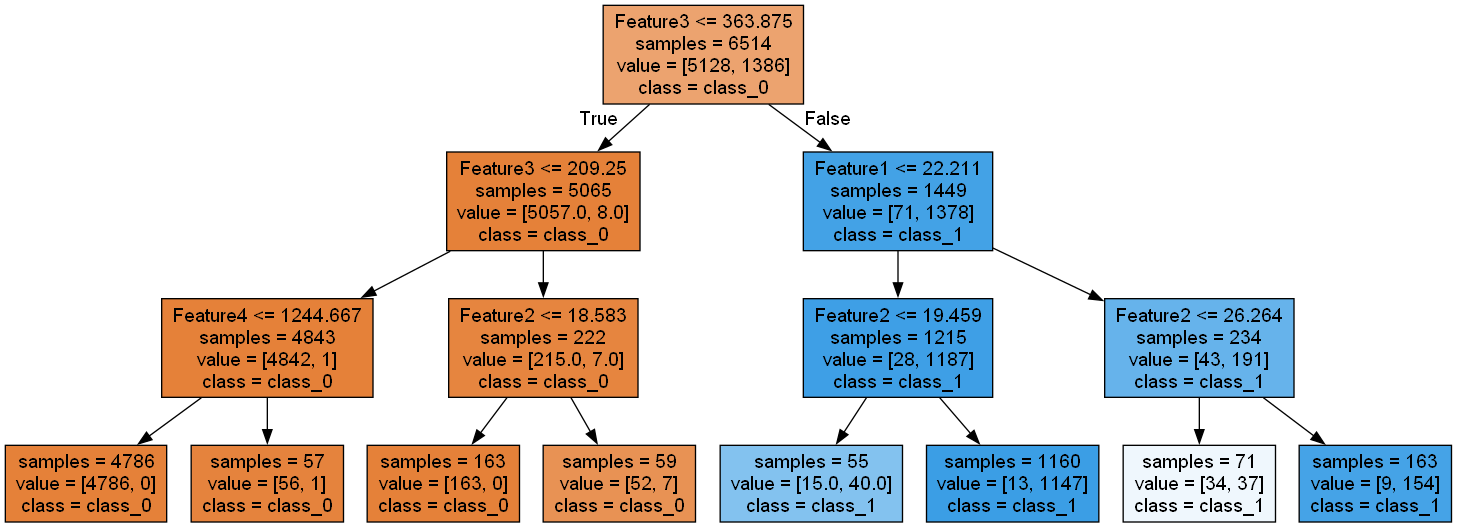 Feature3 <= 363.875
samples = 6514
value = [5128, 1386]
class = class_0
True
False
Feature3 <= 209.25
samples = 5065
value = [5057.0, 8.0]
class = class_0
Feature1 <= 22.211
samples = 1449
value = [71, 1378]
class = class_1
Feature4 <= 1244.667
samples = 4843
value = [4842, 1]
class = class_0
Feature2 <= 18.583
samples = 222
value = [215.0, 7.0]
class = class_0
Feature2 <= 19.459
samples = 1215
value = [28, 1187]
class = class_1
Feature2 <= 26.264
samples = 234
value = [43, 191]
class = class_1
samples = 4786
value = [4786, 0]
class = class_0
samples = 57
value = [56, 1]
class = class_0
samples = 163
value = [163, 0]
class = class_0
samples = 59
value = [52, 7]
class = class_0
samples = 55
value = [15.0, 40.0]
class = class_1
samples = 1160
value = [13, 1147]
class = class_1
samples = 71
value = [34, 37]
class = class_1
samples = 163
value = [9, 154]
class = class_1